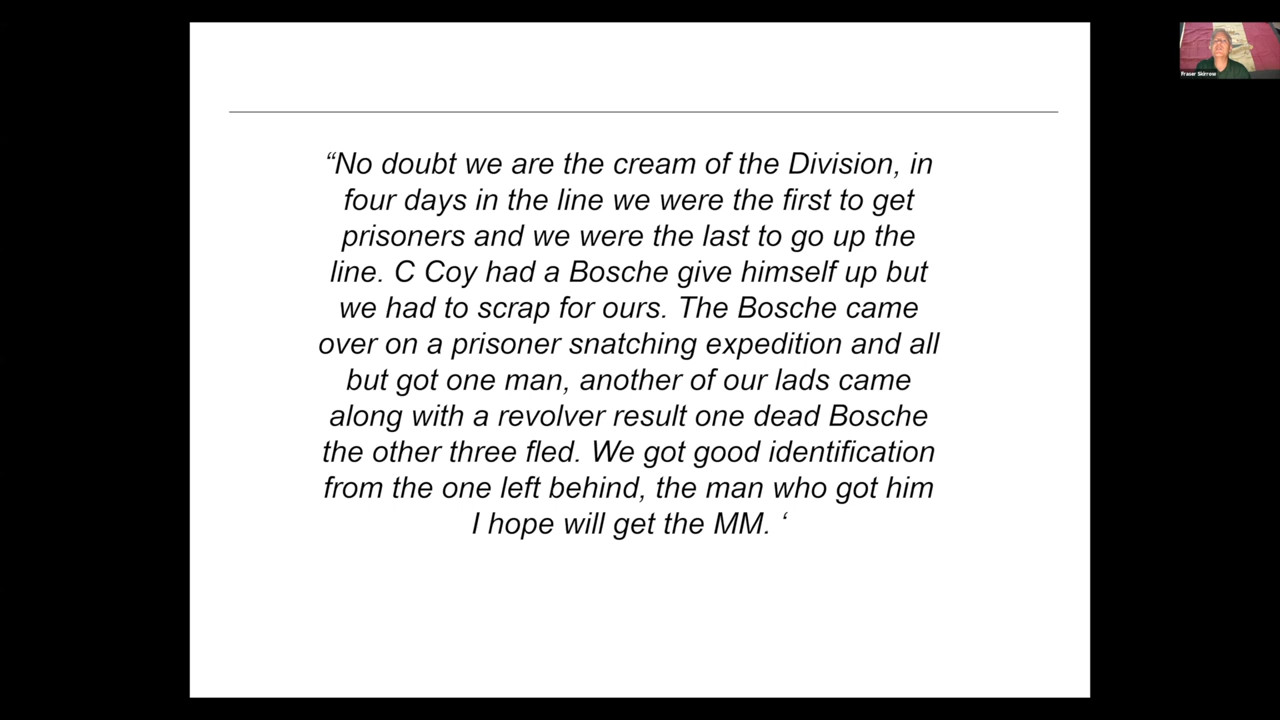 “No doubt we are the cream of the Division, in
four days in the line we were the first to get
prisoners and we were the last to go up the
line. C Coy had a Bosche give himself up but
we had to scrap for ours. The Bosche came
over on a prisoner snatching expedition and all
but got one man, another of our lads came
along with a revolver result one dead Bosche
the other three fled. We got good identification
from the one left behind, the man who got him
I hope will get the MM. ‘
Fraser Skirrow